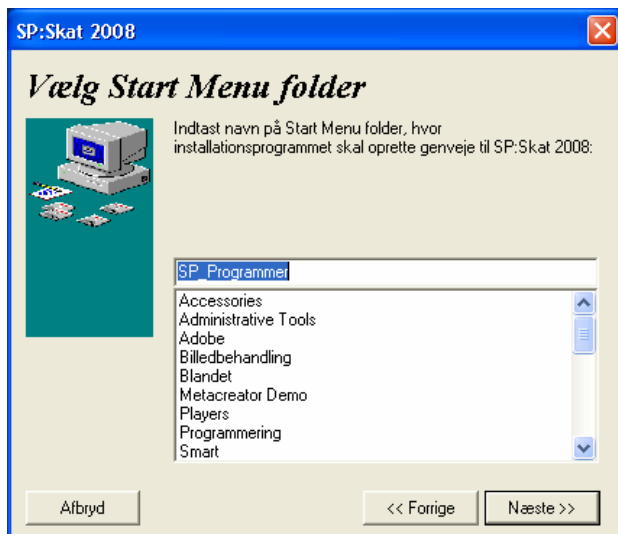 SP:Skat 2008
Vælg Start Menu folder
Indtast navn på Start Menu folder, hvor
installationsprogrammet skal oprette genveje til SP:Skat 2008:
SP_Programmer
Accessories
Administrative Tools
Adobe
Billedbehandling
Blandet
Metacreator Demo
Players
Programmering
Smart
Afbryd
<< Forrige
Næste >>